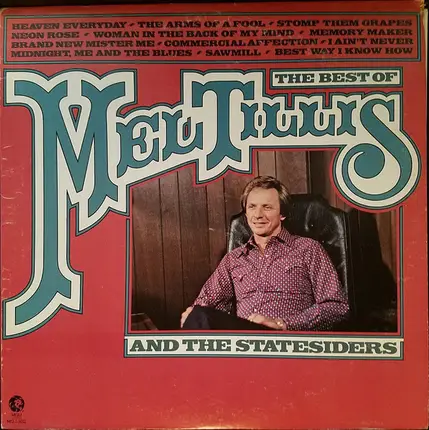 HEAVEN EVERYDAY * THE ARMS OF A FOOL * STOMP THEM GRAPES
NEON ROSE * WOMAN IN THE BACK OF MY MIND * MEMORY MAKER
BRAND NEW MISTER ME * COMMERCIAL AFFECTION * I AIN'T NEVER
MIDNIGHT, ME AND THE BLUES * SAWMILL * BEST WAY I KNOW HOW
THE BEST OF
MEL TILLIS
AND THE STATESIDERS